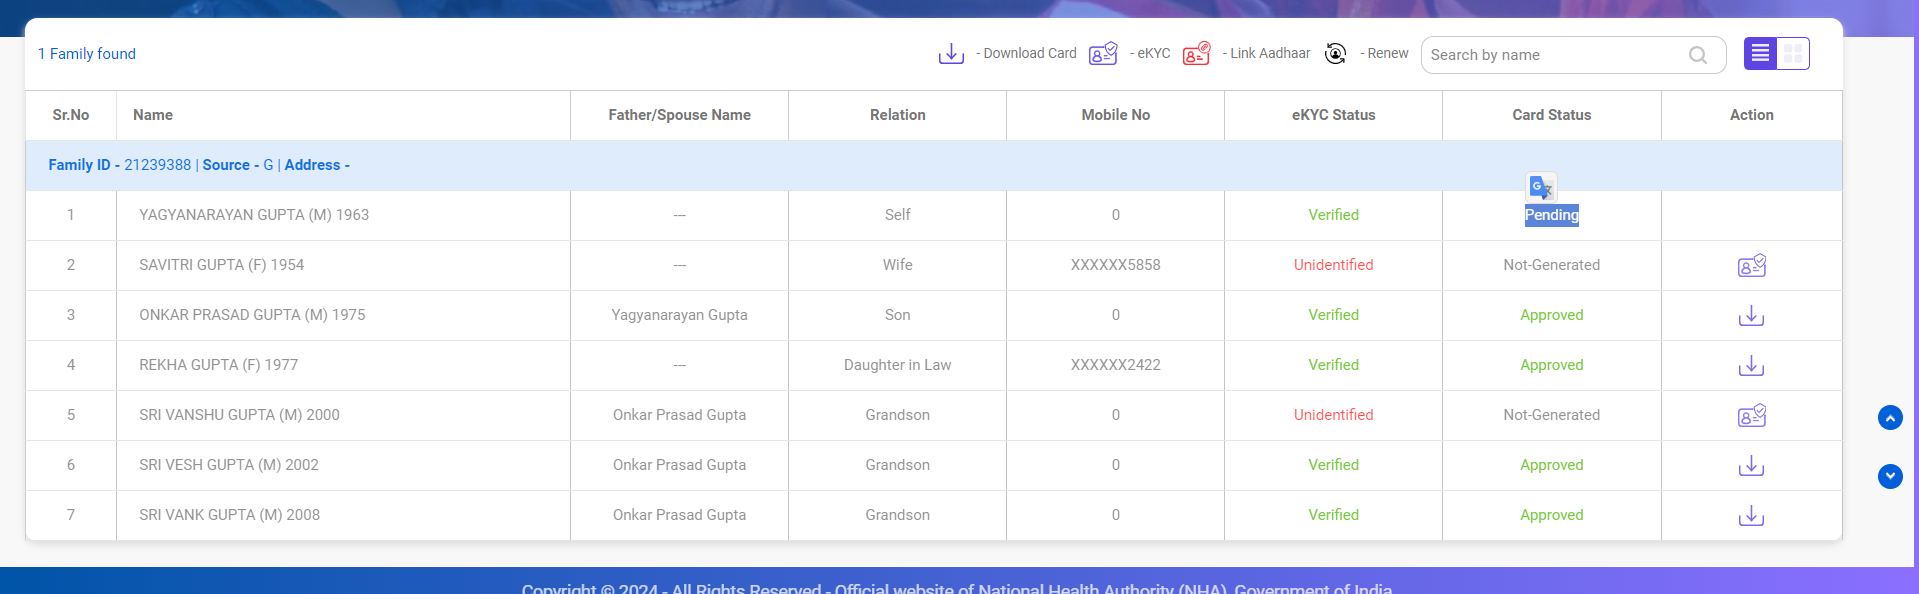 1 Family found
- Download Card - eKYC - Link Aadhaar - Renew Search by name
Sr.No Name Father/Spouse Name Relation Mobile No eKYC Status Card Status Action
Family ID - 21239388 | Source - G | Address -
1 YAGYANARAYAN GUPTA (M) 1963 --- Self 0 Verified Pending
2 SAVITRI GUPTA (F) 1954 --- Wife XXXXXX5858 Unidentified Not-Generated
3 ONKAR PRASAD GUPTA (M) 1975 Yagyanarayan Gupta Son 0 Verified Approved
4 REKHA GUPTA (F) 1977 --- Daughter in Law XXXXXX2422 Verified Approved
5 SRI VANSHU GUPTA (M) 2000 Onkar Prasad Gupta Grandson 0 Unidentified Not-Generated
6 SRI VESH GUPTA (M) 2002 Onkar Prasad Gupta Grandson 0 Verified Approved
7 SRI VANK GUPTA (M) 2008 Onkar Prasad Gupta Grandson 0 Verified Approved
Copyright © 2024 - All Rights Reserved - Official website of National Health Authority (NHA), Government of India